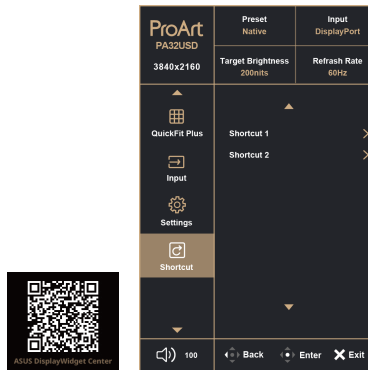 ProArt
PA32USD
3840x2160
Preset
Native
Input
DisplayPort
Target Brightness
200nits
Refrash Rate
60Hz
QuickFit Plus
Input
Settings
Shortcut
Shortcut 1
Shortcut 2
100
Back
Enter
Exit
ASUS DisplayWidget Center